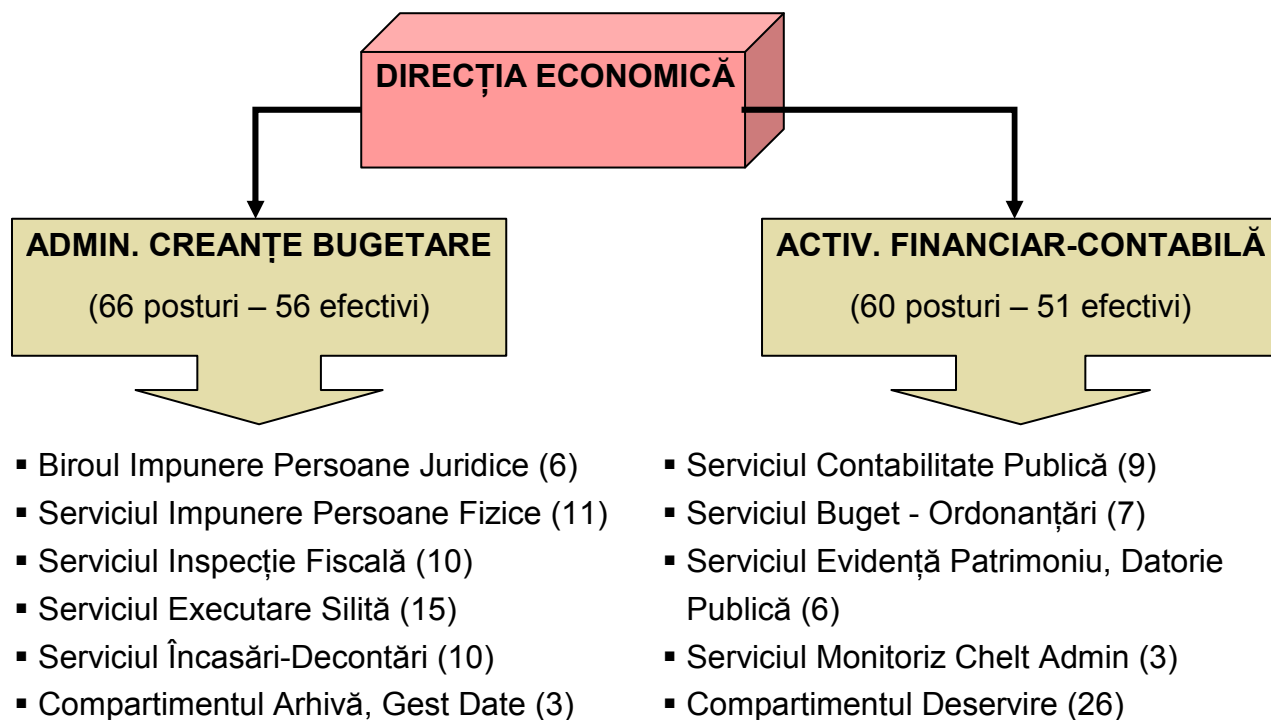 DIRECȚIA ECONOMICĂ
ADMIN. CREANȚE BUGETARE
(66 posturi – 56 efectivi)
ACTIV. FINANCIAR-CONTABILĂ
(60 posturi – 51 efectivi)
▪ Biroul Impunere Persoane Juridice (6)
▪ Serviciul Impunere Persoane Fizice (11)
▪ Serviciul Inspecție Fiscală (10)
▪ Serviciul Executare Silită (15)
▪ Serviciul Încasări-Decontări (10)
▪ Compartimentul Arhivă, Gest Date (3)
▪ Serviciul Contabilitate Publică (9)
▪ Serviciul Buget - Ordonanțări (7)
▪ Serviciul Evidență Patrimoniu, Datorie
Publică (6)
▪ Serviciul Monitoriz Chelt Admin (3)
▪ Compartimentul Deservire (26)